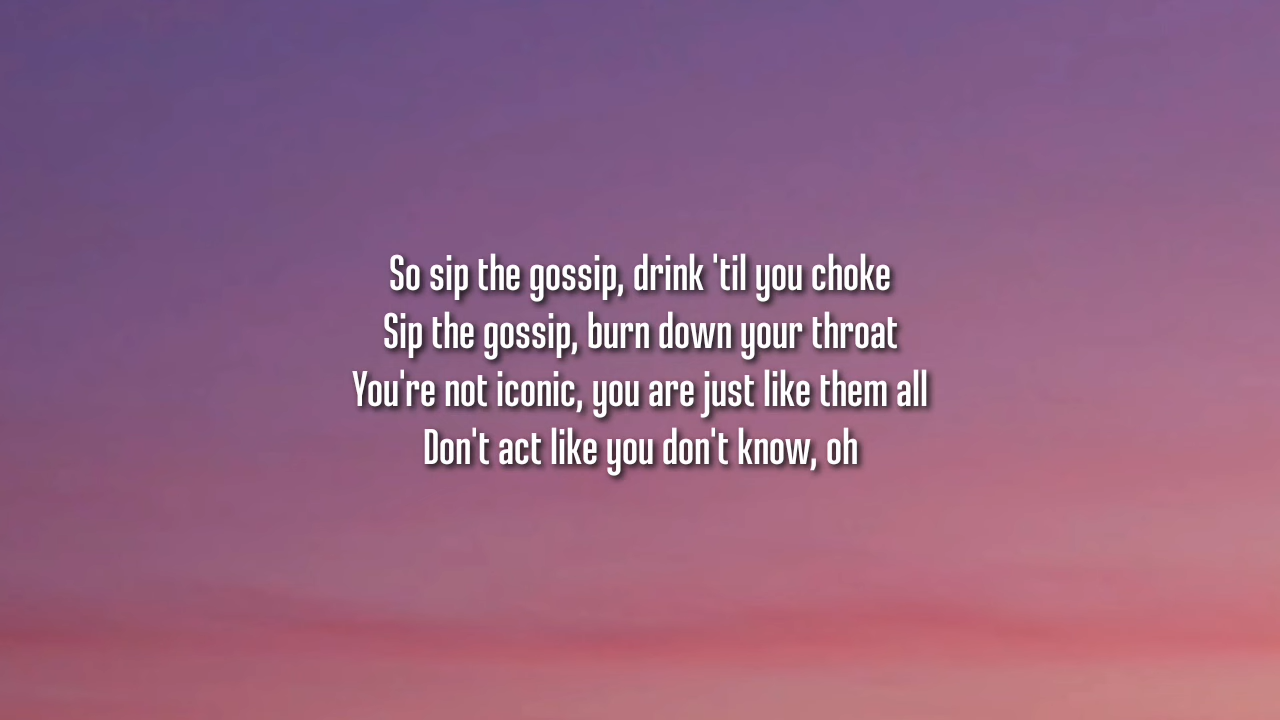 So sip the gossip, drink 'til you choke
Sip the gossip, burn down your throat
You're not iconic, you are just like them all
Don't act like you don't know, oh